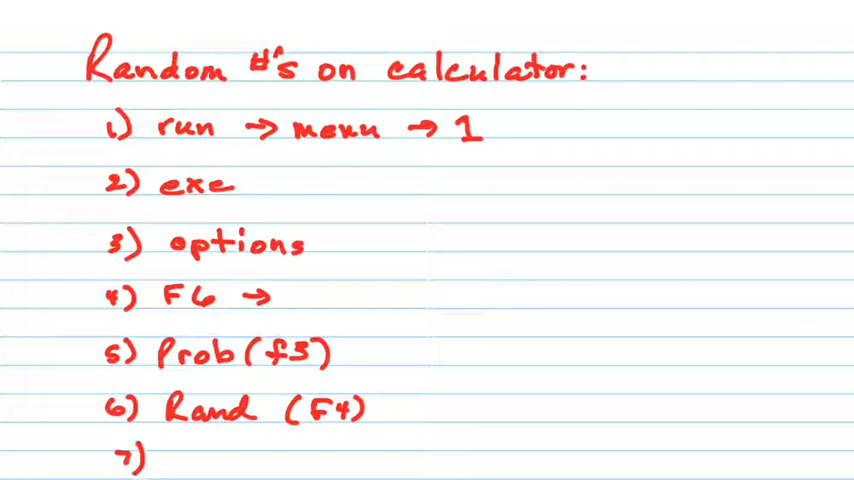 Random #'s on calculator:
1) run → menu → 1
2) exe
3) options
4) F6 →
5) Prob (f3)
6) Rand (F4)
7)